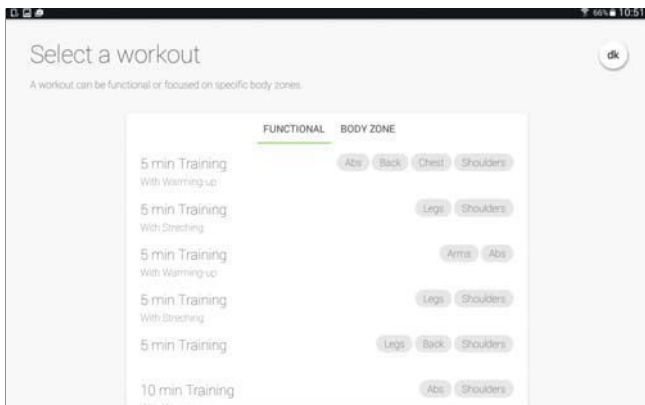 66% 10:51
Select a workout
dk
A workout can be functional or focused on specific body zones.
FUNCTIONAL BODY ZONE
5 min Training Abs Back Chest Shoulders
With Warming-up
5 min Training Legs Shoulders
With Streching
5 min Training Arms Abs
With Warming-up
5 min Training Legs Shoulders
With Streching
5 min Training Legs Back Shoulders
10 min Training Abs Shoulders